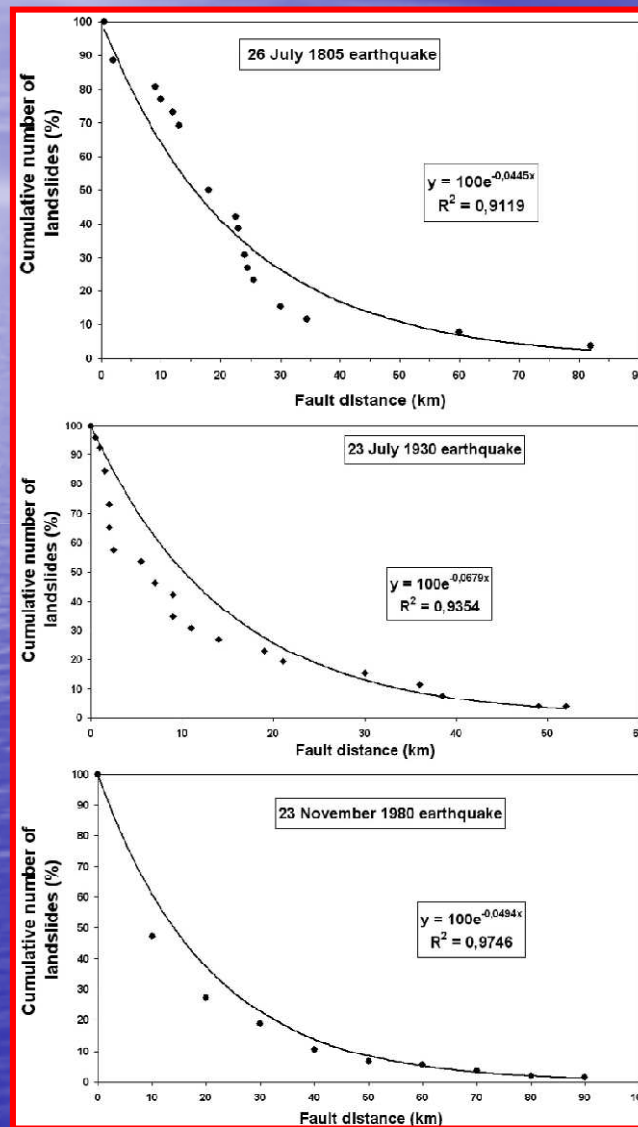 26 July 1805 earthquake
Cumulative number of
landslides (%)
100
90
80
70
60
50
40
30
20
10
0
y = 100e^-0,0445x
R² = 0,9119
0 10 20 30 40 50 60 70 80 90
Fault distance (km)
23 July 1930 earthquake
Cumulative number of
landslides (%)
100
90
80
70
60
50
40
30
20
10
0
y = 100e^-0,0679x
R² = 0,9354
0 10 20 30 40 50
Fault distance (km)
23 November 1980 earthquake
Cumulative number of
landslides (%)
100
90
80
70
60
50
40
30
20
10
0
y = 100e^-0,0494x
R² = 0,9746
0 10 20 30 40 50 60 70 80 90
Fault distance (km)